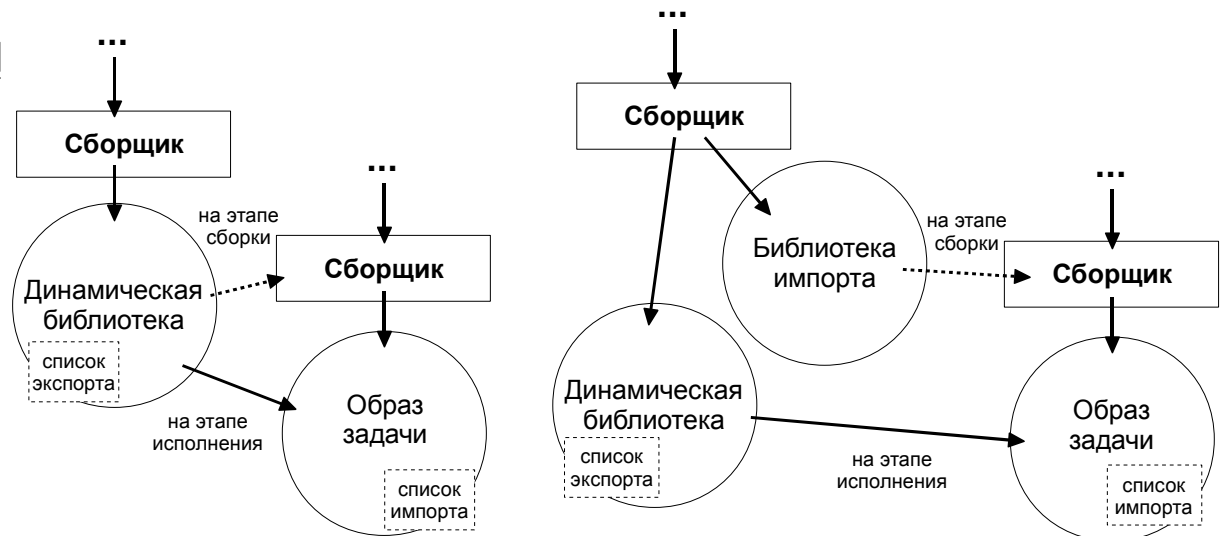 ...
Сборщик
...
на этапе
сборки
Сборщик
Динамическая
библиотека
список
экспорта
на этапе
исполнения
Образ
задачи
список
импорта
...
Сборщик
...
Библиотека
импорта
на этапе
сборки
Сборщик
Динамическая
библиотека
список
экспорта
на этапе
исполнения
Образ
задачи
список
импорта